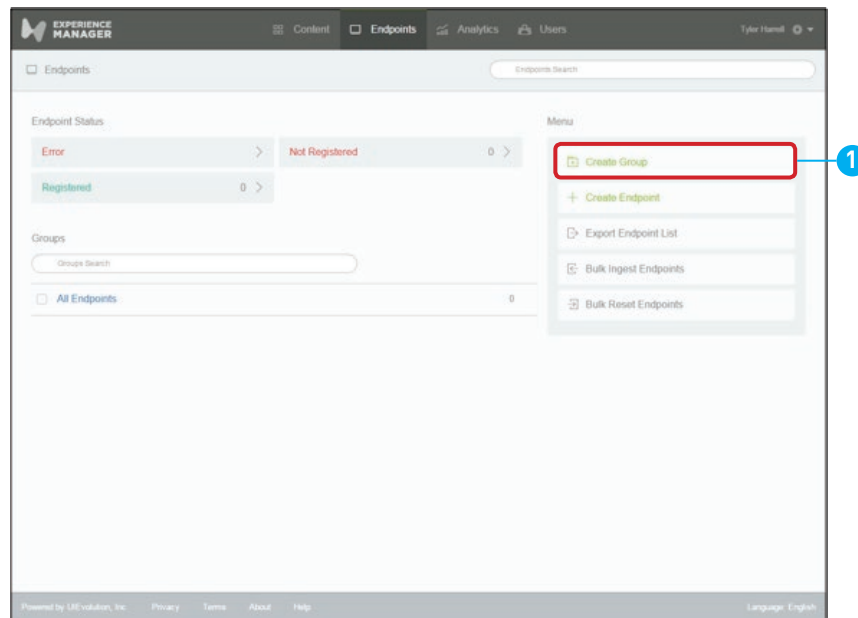 EXPERIENCE
MANAGER
Content
Endpoints
Analytics
Users
Tyler Harrell
Endpoints
Endpoints Search
Endpoint Status
Menu
Error
Not Registered 0
Create Group
1
Registered 0
Create Endpoint
Groups
Export Endpoint List
Groups Search
Bulk Ingest Endpoints
All Endpoints 0
Bulk Reset Endpoints
Powered by UIEvolution, Inc.
Privacy
Terms
About
Help
Language: English